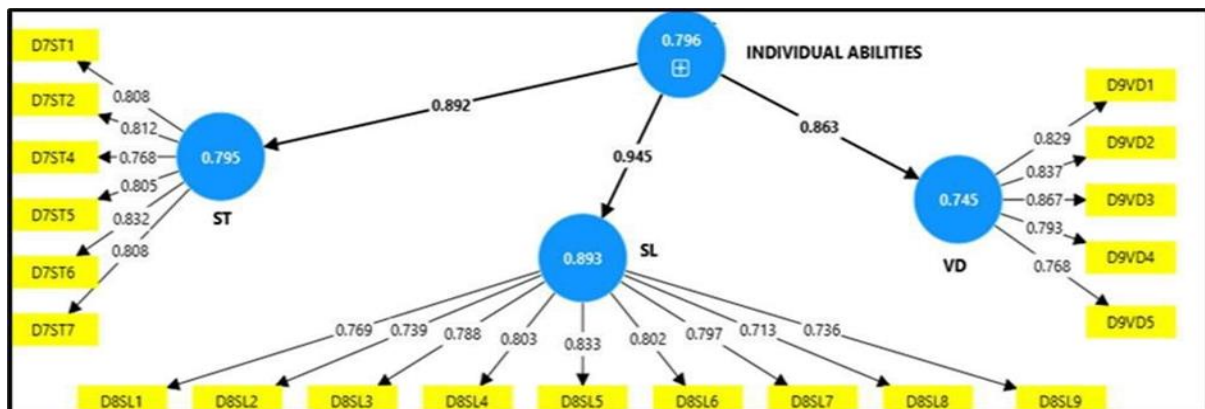 0.796
INDIVIDUAL ABILITIES
0.892
0.945
0.863
D7ST1
D7ST2
D7ST4
D7ST5
D7ST6
D7ST7
0.808
0.812
0.768
0.805
0.832
0.808
0.795
ST
0.893
SL
0.745
VD
0.829
0.837
0.867
0.793
0.768
D9VD1
D9VD2
D9VD3
D9VD4
D9VD5
0.769
0.739
0.788
0.803
0.833
0.802
0.797
0.713
0.736
D8SL1
D8SL2
D8SL3
D8SL4
D8SL5
D8SL6
D8SL7
D8SL8
D8SL9